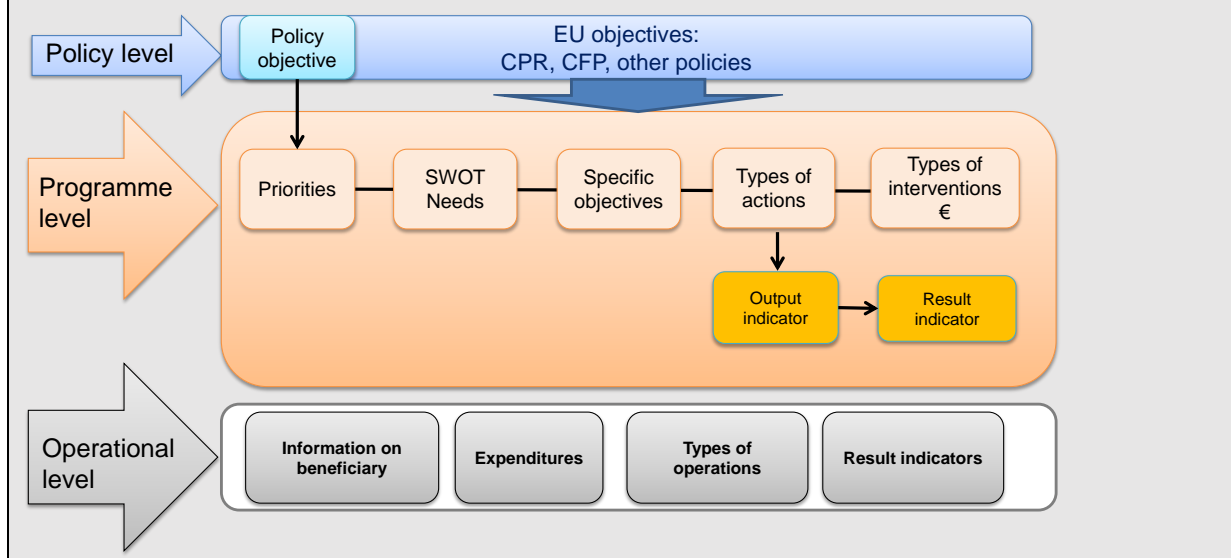 Policy level
Policy
objective
EU objectives:
CPR, CFP, other policies
Programme
level
Priorities
SWOT
Needs
Specific
objectives
Types of
actions
Types of
interventions
€
Output
indicator
Result
indicator
Operational
level
Information on
beneficiary
Expenditures
Types of
operations
Result indicators